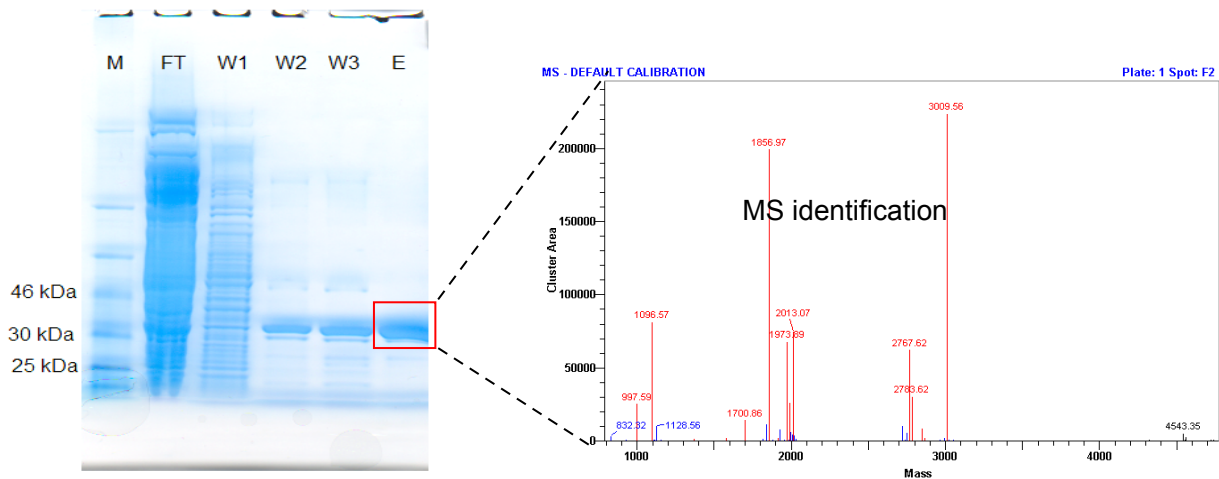 M FT W1 W2 W3 E
46 kDa
30 kDa
25 kDa
MS - DEFAULT CALIBRATION Plate: 1 Spot: F2
MS identification
Cluster Area
200000
150000
100000
50000
0
3009.56
1856.97
1096.57
2013.07
1973.89
2767.62
2783.62
997.59
1700.86
832.32
1128.56
4543.35
1000 2000 3000 4000
Mass